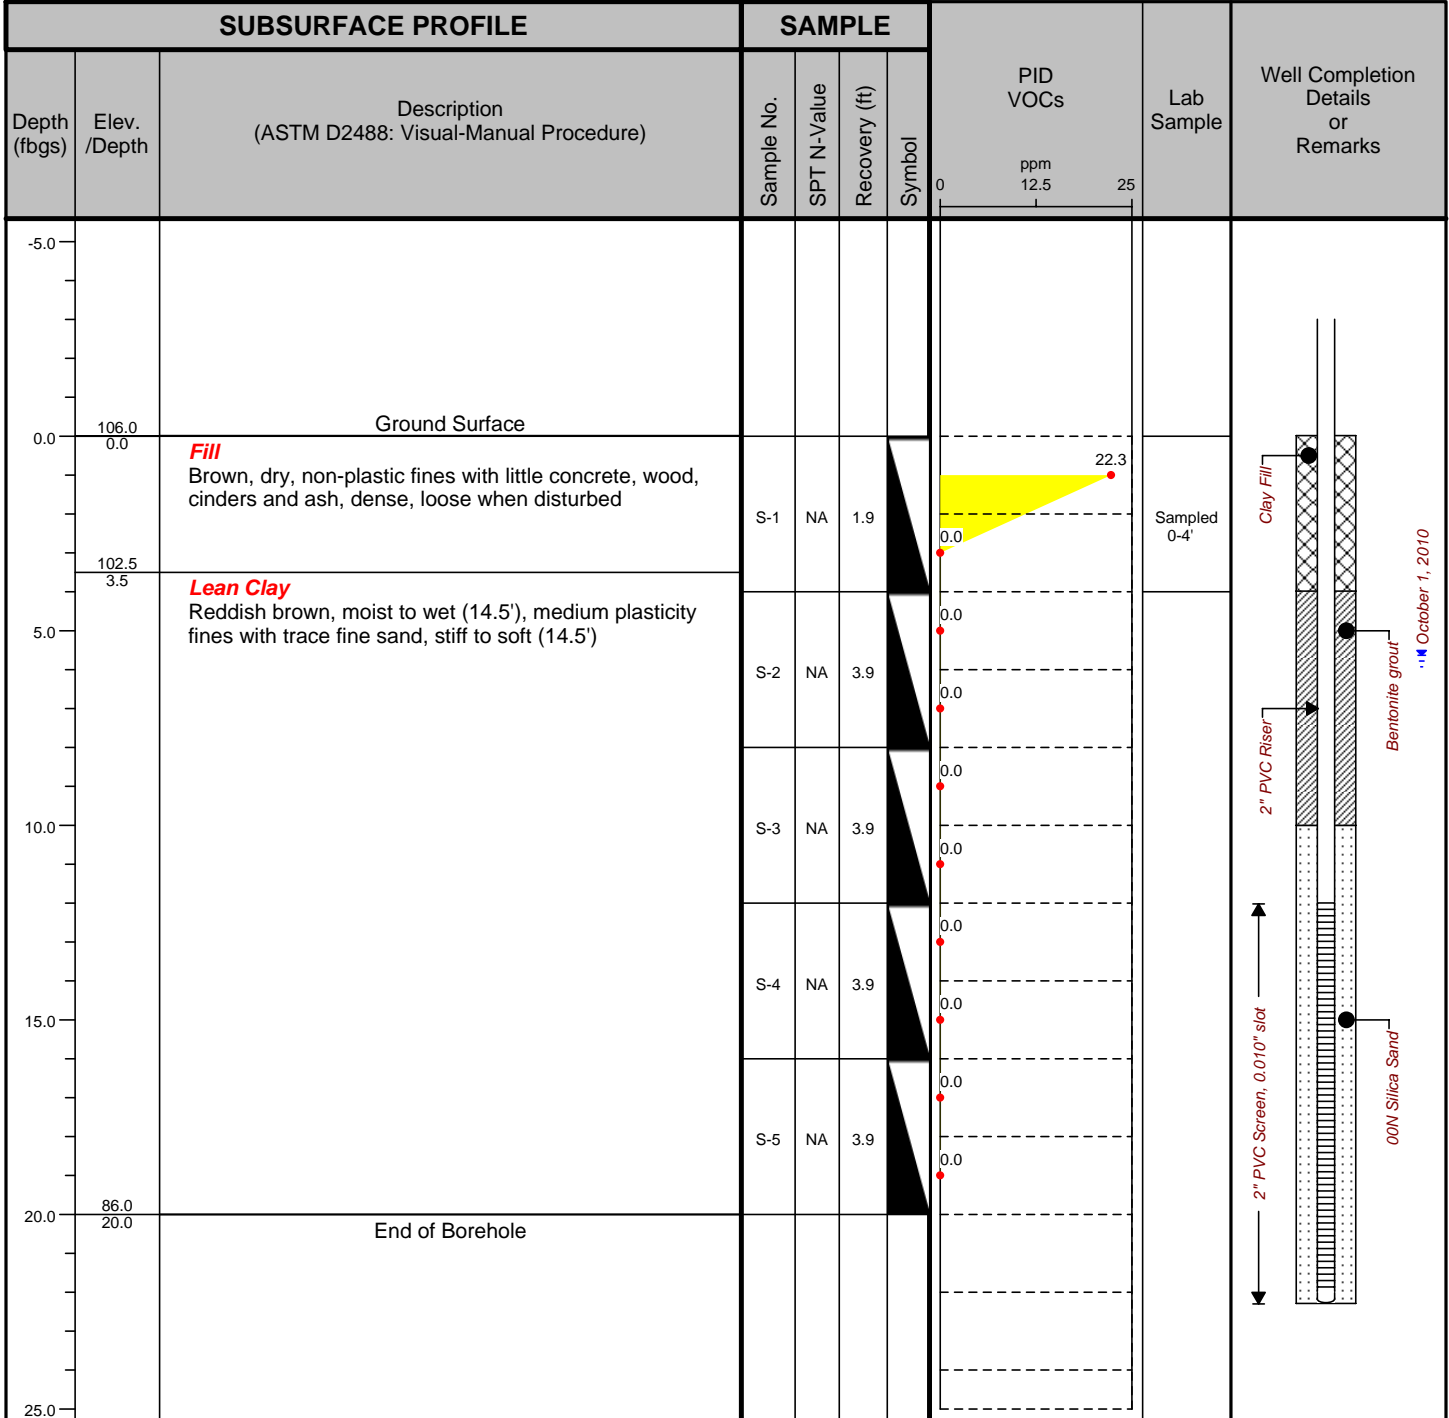 SUBSURFACE PROFILE
SAMPLE
Depth
(fbgs)
Elev.
/Depth
Description
(ASTM D2488: Visual-Manual Procedure)
Sample No.
SPT N-Value
Recovery (ft)
Symbol
PID
VOCs
ppm
0 12.5 25
Lab
Sample
Well Completion
Details
or
Remarks
-5.0
0.0
5.0
10.0
15.0
20.0
25.0
106.0
0.0
102.5
3.5
86.0
20.0
Ground Surface
Fill
Brown, dry, non-plastic fines with little concrete, wood,
cinders and ash, dense, loose when disturbed
Lean Clay
Reddish brown, moist to wet (14.5'), medium plasticity
fines with trace fine sand, stiff to soft (14.5')
End of Borehole
S-1 NA 1.9
S-2 NA 3.9
S-3 NA 3.9
S-4 NA 3.9
S-5 NA 3.9
22.3
0.0
0.0
0.0
0.0
0.0
0.0
0.0
0.0
0.0
Sampled
0-4'
Clay Fill
2" PVC Riser
2" PVC Screen, 0.010" slot
Bentonite grout
00N Silica Sand
October 1, 2010